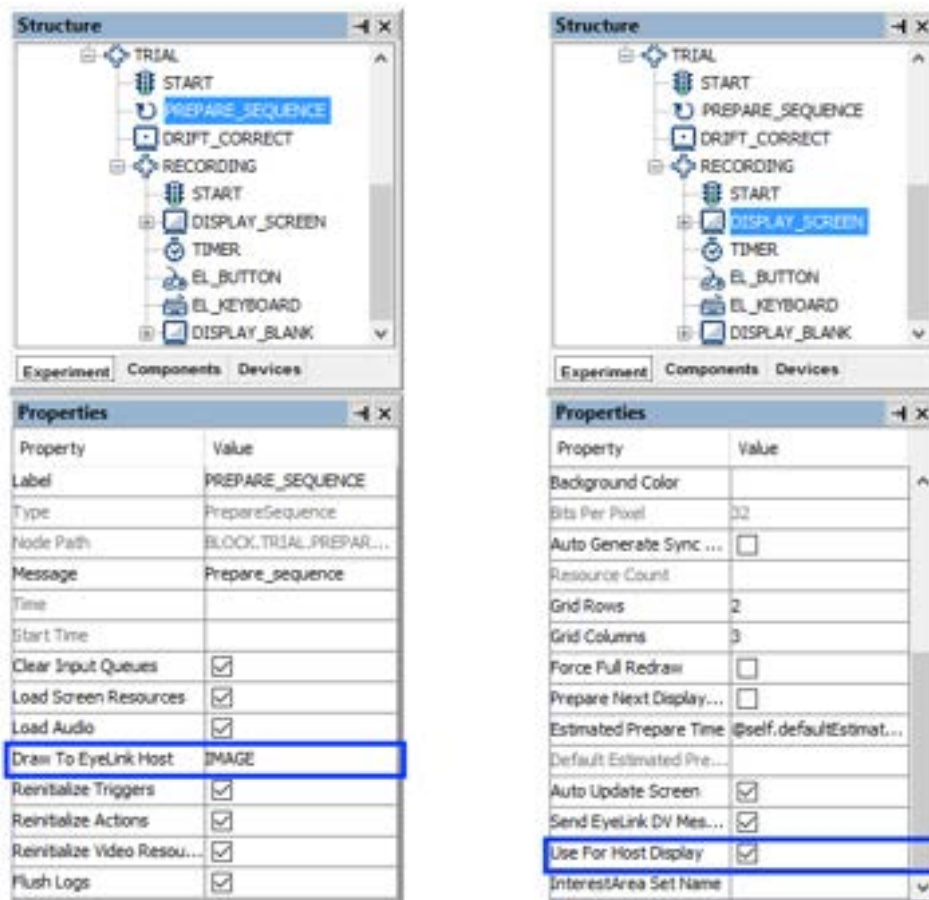 Structure
TRIAL
START
PREPARE_SEQUENCE
DRIFT_CORRECT
RECORDING
START
DISPLAY_SCREEN
TIMER
EL_BUTTON
EL_KEYBOARD
DISPLAY_BLANK
Experiment Components Devices
Properties
Property Value
Label PREPARE_SEQUENCE
Type PrepareSequence
Node Path BLOCK.TRIAL.PREPAR...
Message Prepare_sequence
Time
Start Time
Clear Input Queues
Load Screen Resources
Load Audio
Draw To EyeLink Host IMAGE
Reinitialize Triggers
Reinitialize Actions
Reinitialize Video Resou...
Flush Logs
Structure
TRIAL
START
PREPARE_SEQUENCE
DRIFT_CORRECT
RECORDING
START
DISPLAY_SCREEN
TIMER
EL_BUTTON
EL_KEYBOARD
DISPLAY_BLANK
Experiment Components Devices
Properties
Property Value
Background Color
Bits Per Pixel 32
Auto Generate Sync ...
Resource Count
Grid Rows 2
Grid Columns 3
Force Full Redraw
Prepare Next Display...
Estimated Prepare Time @self.defaultEstimat...
Default Estimated Pre...
Auto Update Screen
Send EyeLink DV Mes...
Use For Host Display
InterestArea Set Name